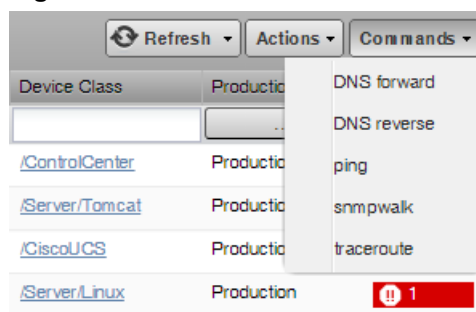 Refresh Actions Commands
Device Class Productio DNS forward
... DNS reverse
/ControlCenter Productio ping
/Server/Tomcat Productio snmpwalk
/CiscoUCS Productio traceroute
/Server/Linux Production 1